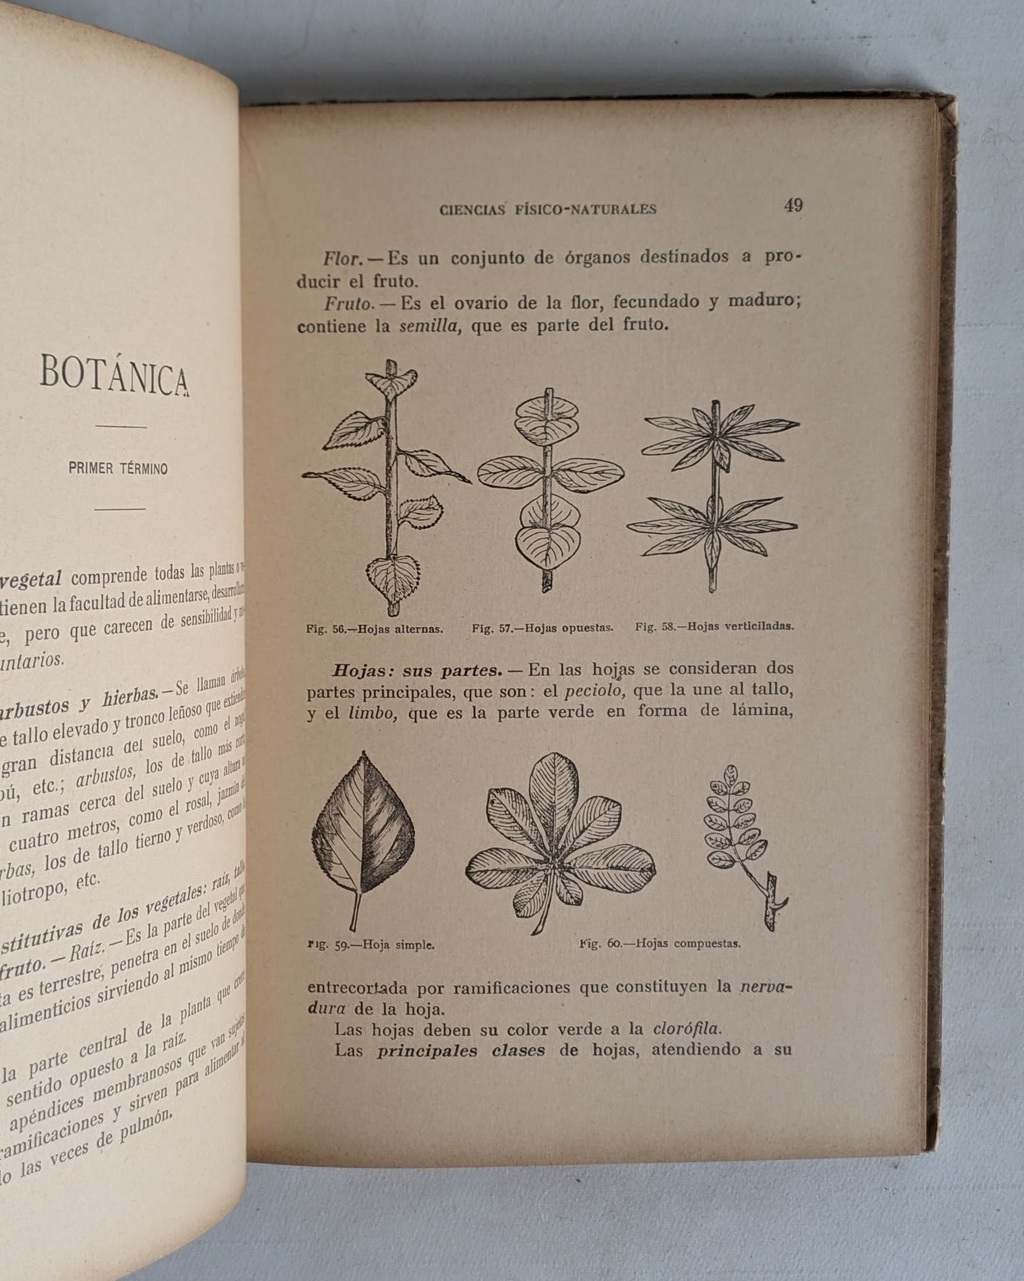 BOTÁNICA
PRIMER TÉRMINO
vegetal comprende todas las plantas
tienen la facultad de alimentarse,
pero que carecen de sensibilidad y
arbustos y hierbas.—Se llaman
tallo elevado y tronco leñoso que
gran distancia del suelo, como el
etc.; arbustos, los de tallo más
ramas cerca del suelo y cuya altura
cuatro metros, como el rosal, jazmín
los de tallo tierno y verdoso,
etc.
de los vegetales: raíz,
fruto. — Raíz. — Es la parte del vegetal
es terrestre, penetra en el suelo de
alimenticios sirviendo al mismo tiempo
la parte central de la planta que
sentido opuesto a la raíz.
apéndices membranosos que van
ramificaciones y sirven para alimentar
las veces de pulmón.
CIENCIAS FÍSICO-NATURALES 49
Flor. — Es un conjunto de órganos destinados a pro-
ducir el fruto.
Fruto. — Es el ovario de la flor, fecundado y maduro;
contiene la semilla, que es parte del fruto.
Fig. 56.—Hojas alternas. Fig. 57.—Hojas opuestas. Fig. 58.—Hojas verticiladas.
Hojas: sus partes. — En las hojas se consideran dos
partes principales, que son: el peciolo, que la une al tallo,
y el limbo, que es la parte verde en forma de lámina,
Fig. 59.—Hoja simple. Fig. 60.—Hojas compuestas.
entrecortada por ramificaciones que constituyen la nerva-
dura de la hoja.
Las hojas deben su color verde a la clorófila.
Las principales clases de hojas, atendiendo a su